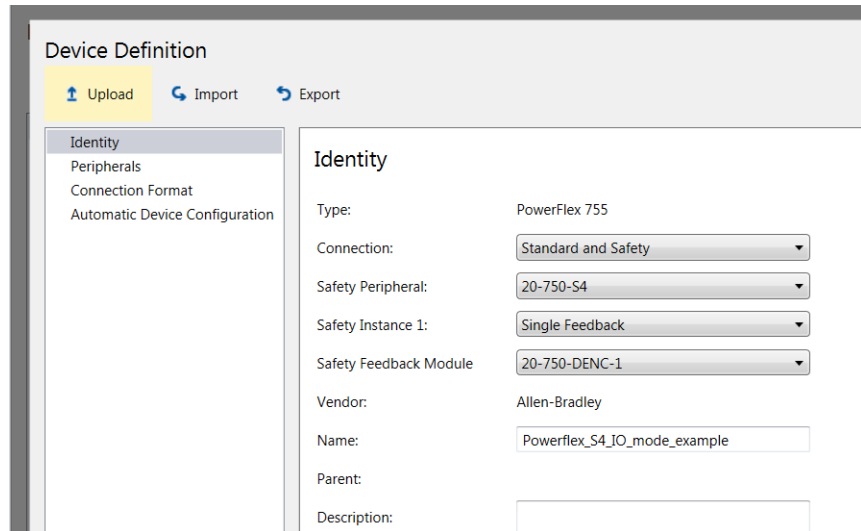 Device Definition
Upload Import Export
Identity
Peripherals
Connection Format
Automatic Device Configuration
Identity
Type: PowerFlex 755
Connection: Standard and Safety
Safety Peripheral: 20-750-S4
Safety Instance 1: Single Feedback
Safety Feedback Module 20-750-DENC-1
Vendor: Allen-Bradley
Name: Powerflex_S4_IO_mode_example
Parent:
Description: